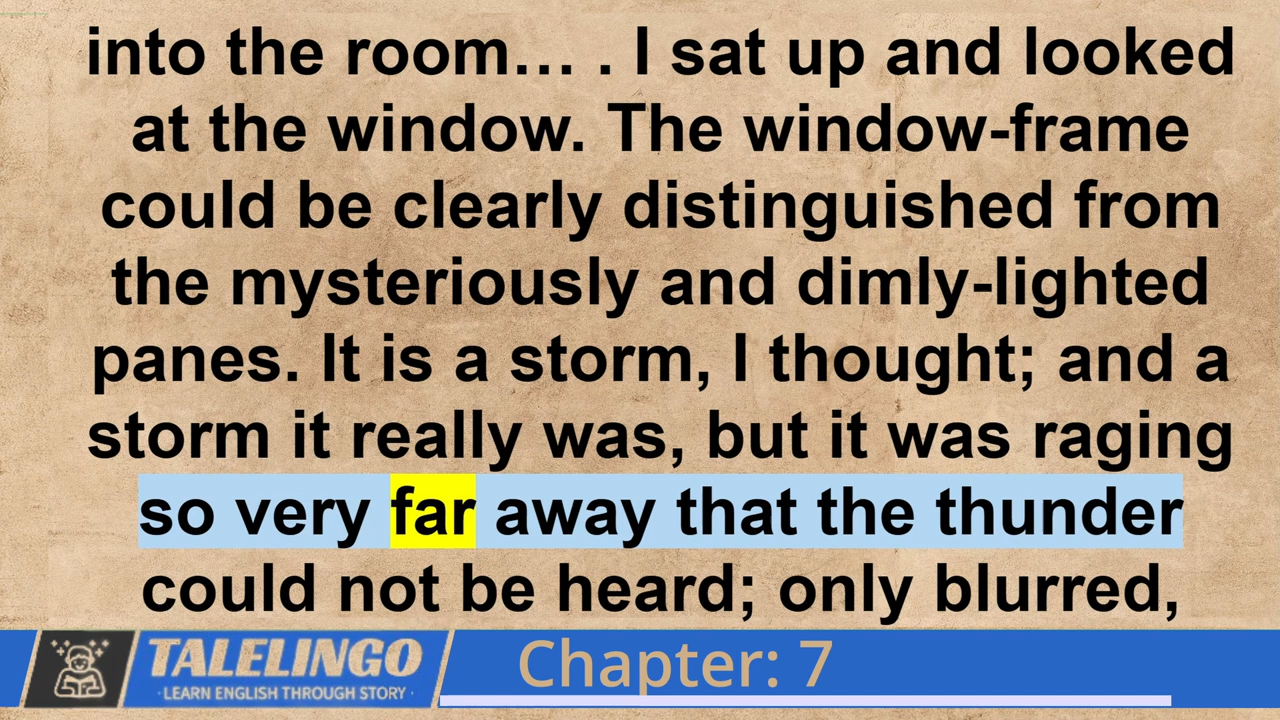 into the room… . I sat up and looked
at the window. The window-frame
could be clearly distinguished from
the mysteriously and dimly-lighted
panes. It is a storm, I thought; and a
storm it really was, but it was raging
so very far away that the thunder
could not be heard; only blurred,
TALELINGO
·LEARN ENGLISH THROUGH STORY·
Chapter: 7